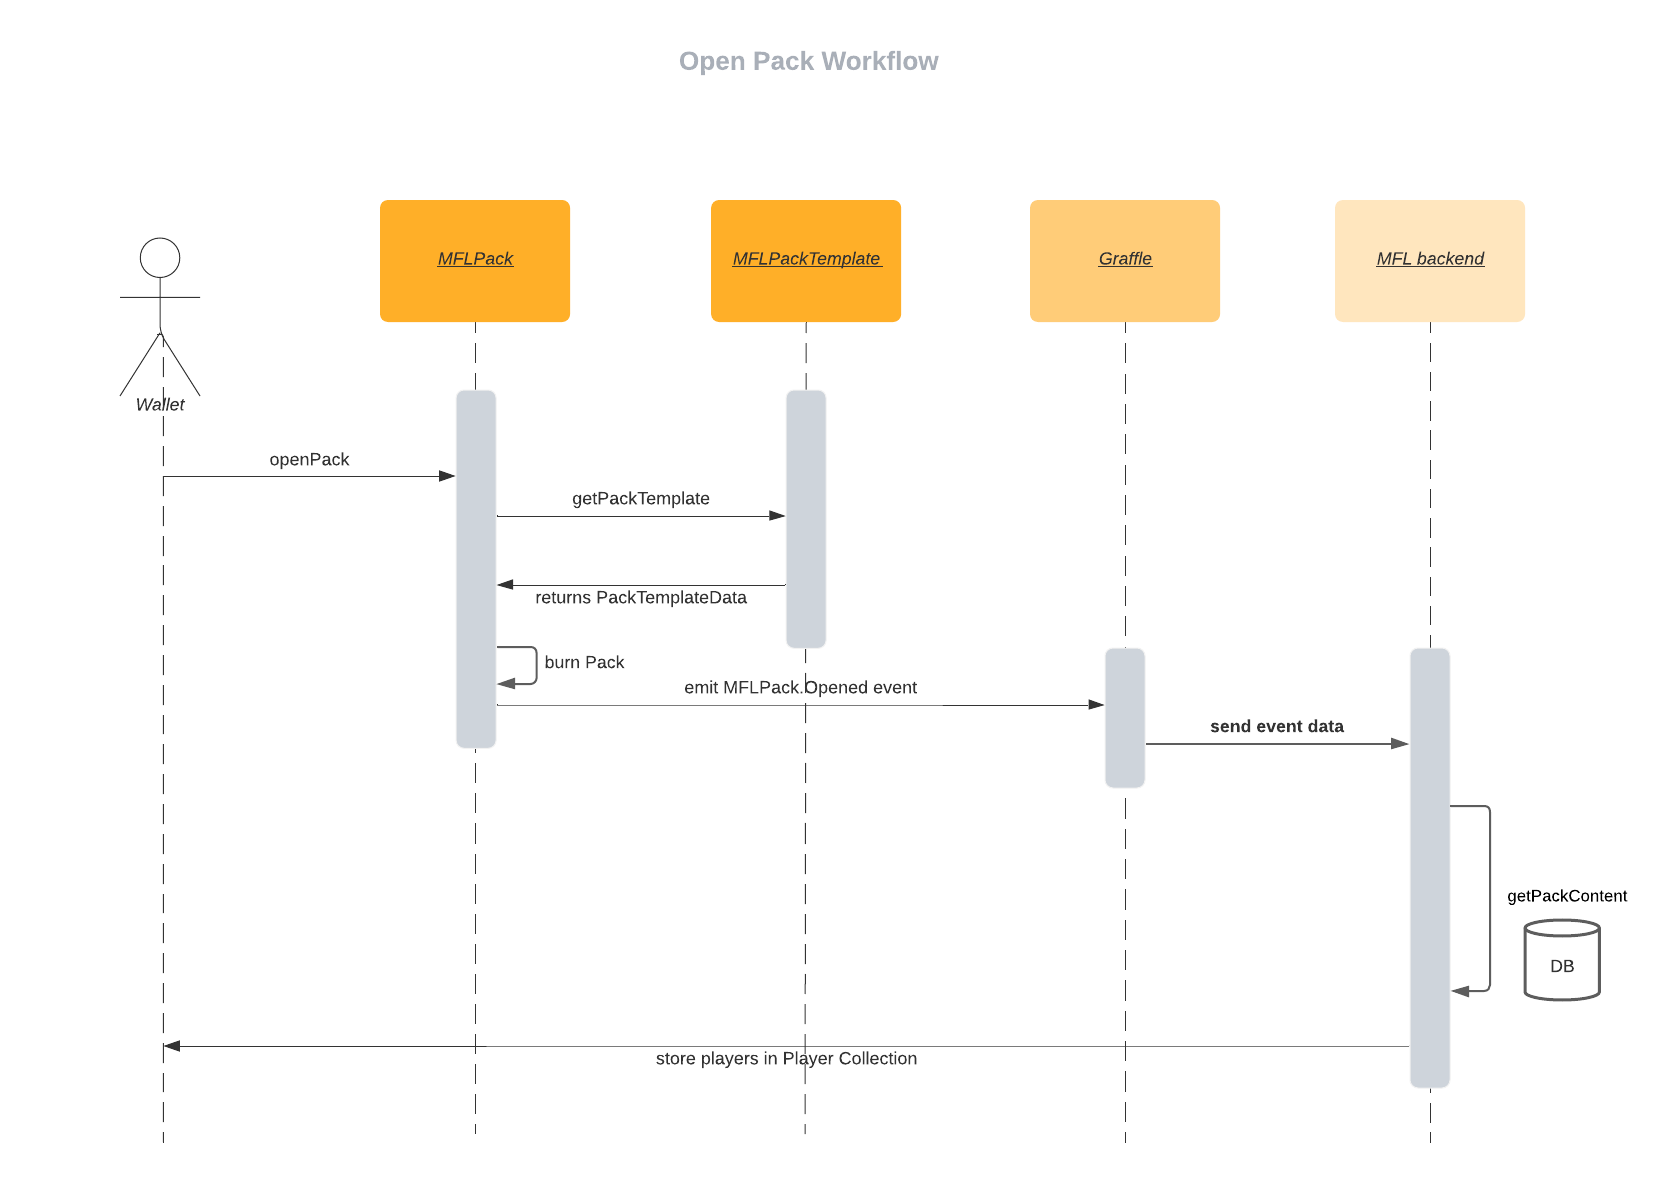 Open Pack Workflow
MFLPack
MFLPackTemplate
Graffle
MFL backend
Wallet
openPack
getPackTemplate
returns PackTemplateData
burn Pack
emit MFLPack.Opened event
send event data
getPackContent
DB
store players in Player Collection